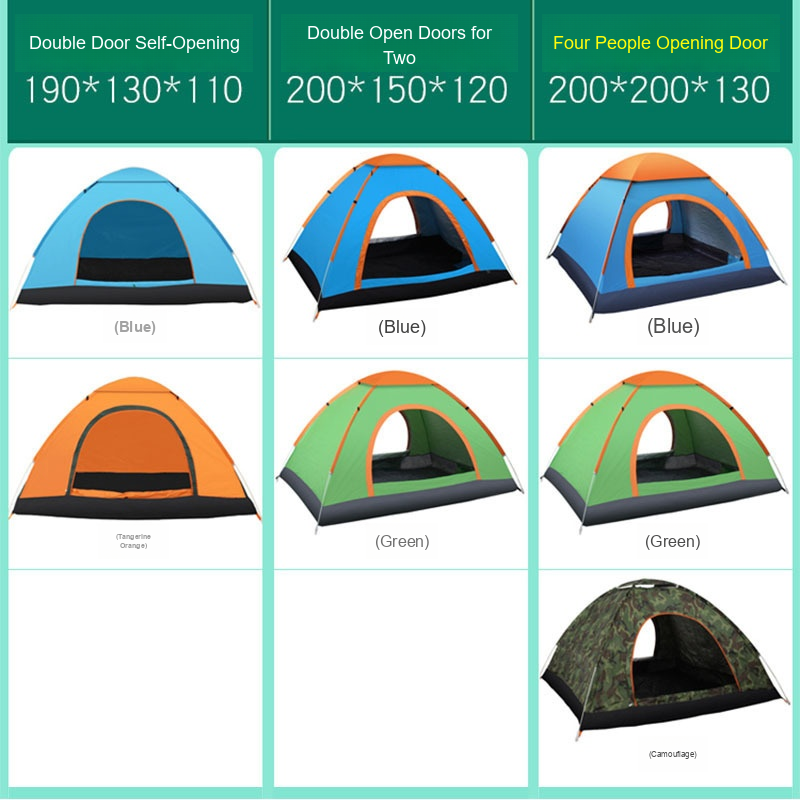 Double Door Self-Opening
190*130*110
Double Open Doors for
Two
200*150*120
Four People Opening Door
200*200*130
(Blue)
(Blue)
(Blue)
(Tangerine
Orange)
(Green)
(Green)
(Camouflage)